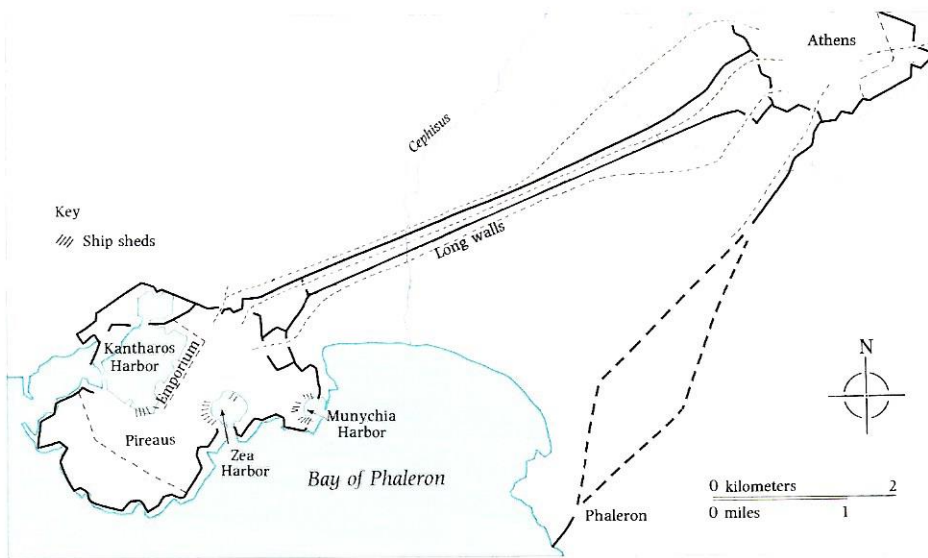 Athens
Cephisus
Key
Ship sheds
Long walls
Kantharos
Harbor
Emporium
Pireaus
Zea
Harbor
Munychia
Harbor
Bay of Phaleron
Phaleron
N
0 kilometers 2
0 miles 1